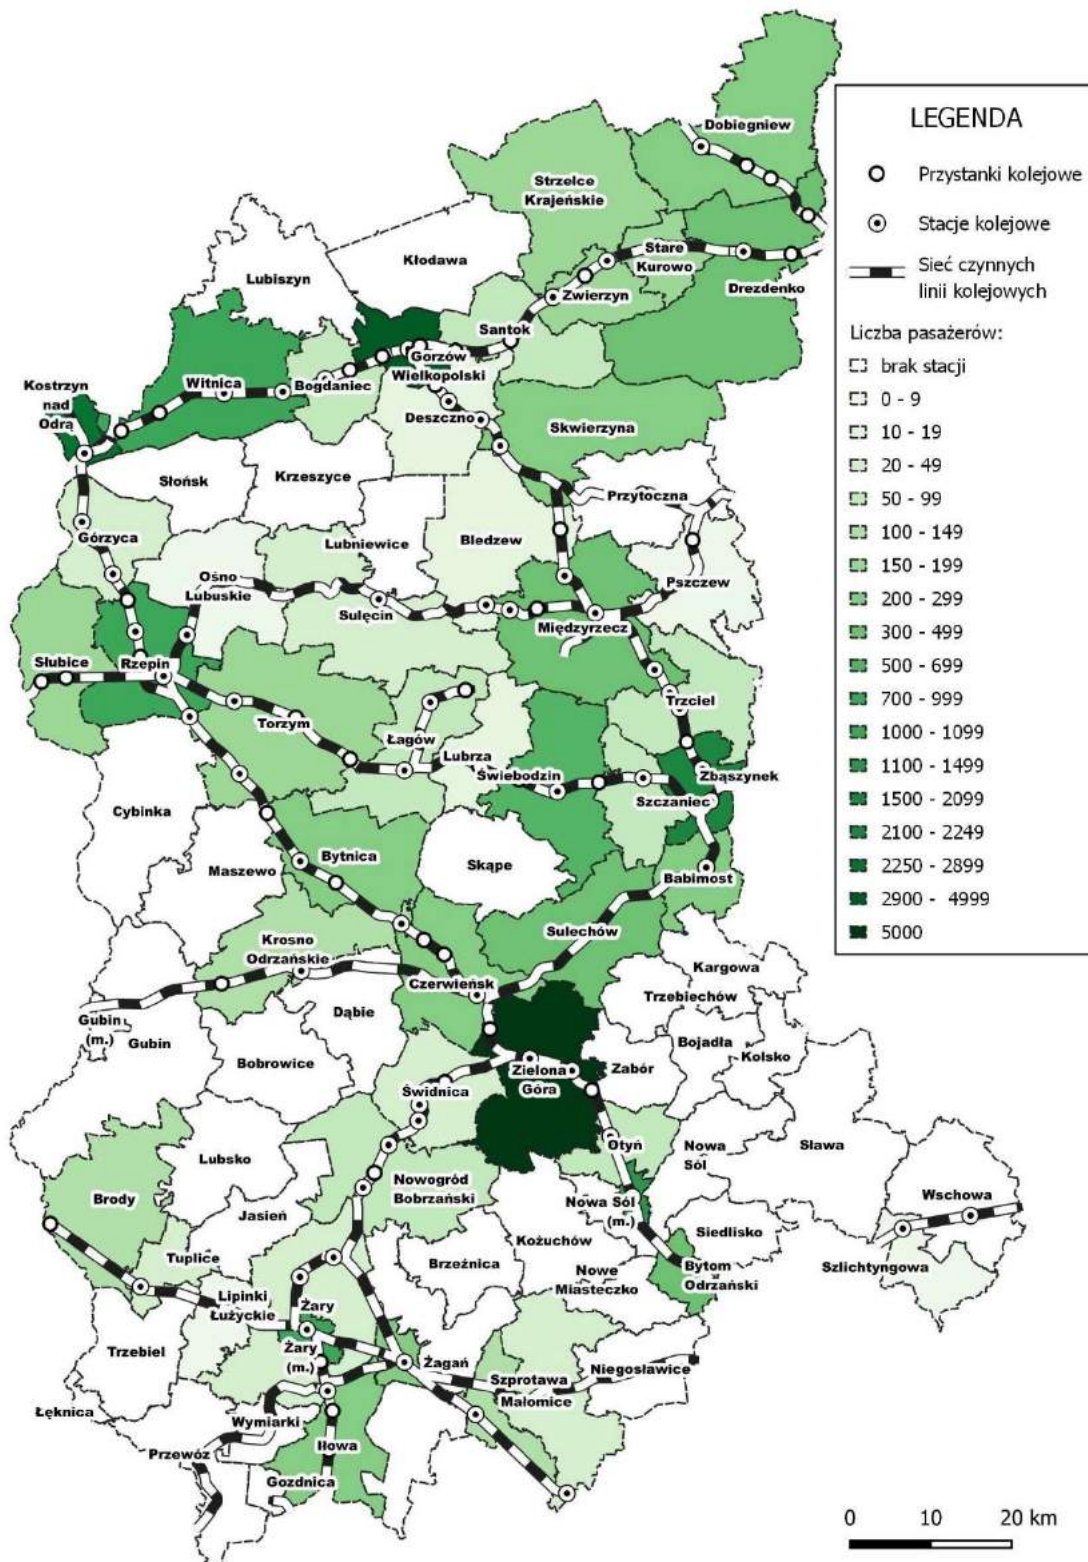 LEGENDA
Przystanki kolejowe
Stacje kolejowe
Sieć czynnych
linii kolejowych
Liczba pasażerów:
brak stacji
0 - 9
10 - 19
20 - 49
50 - 99
100 - 149
150 - 199
200 - 299
300 - 499
500 - 699
700 - 999
1000 - 1099
1100 - 1499
1500 - 2099
2100 - 2249
2250 - 2899
2900 - 4999
5000
Dobiegniew
Strzelce
Krajeńskie
Kłodawa
Stare
Kurowo
Lubiszyn
Drezdenko
Zwierzyn
Santok
Gorzów
Wielkopolski
Kostrzyn
nad
Odrą
Witnica
Bogdaniec
Deszczno
Skwierzyna
Słońsk
Krzeszyce
Przytoczna
Górzyca
Lubniewice
Bledzew
Ośno
Lubuskie
Pszczew
Sulęcin
Międzyrzecz
Słubice
Rzepin
Trzciel
Torzym
Łagów
Lubrza
Świebodzin
Zbąszynek
Szczaniec
Cybinka
Bytnica
Skąpe
Maszewo
Babimost
Krosno
Odrzańskie
Sulechów
Kargowa
Czerwieńsk
Trzebiechów
Gubin
(m.)
Gubin
Dąbie
Bojadła
Kolsko
Bobrowice
Zielona
Góra
Zabór
Świdnica
Otyń
Nowa
Sól
Sława
Lubsko
Brody
Nowogród
Bobrzański
Wschowa
Jasień
Nowa Sól
(m.)
Siedlisko
Kożuchów
Tuplice
Brzeźnica
Bytom
Odrzański
Szlichtyngowa
Nowe
Miasteczko
Lipinki
Łużyckie
Żary
Trzebiel
Żary
(m.)
Żagań
Niegosławice
Szprotawa
Małomice
Łęknica
Wymiarki
Iłowa
Przewóz
Gozdnica
0 10 20 km